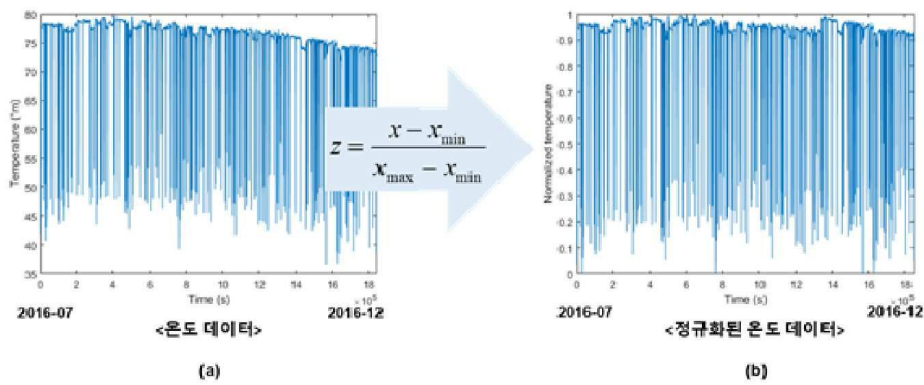 80
75
70
65
60
55
50
45
40
35
Temperature (°m)
0 2 4 6 8 10 12 14 16 18
Time (s)
×10⁵
2016-07
2016-12
<온도 데이터>
(a)
z = (x − x_min) / (x_max − x_min)
1
0.9
0.8
0.7
0.6
0.5
0.4
0.3
0.2
0.1
0
Normalized temperature
0 2 4 6 8 10 12 14 16 18
Time (s)
×10⁵
2016-07
2016-12
<정규화된 온도 데이터>
(b)